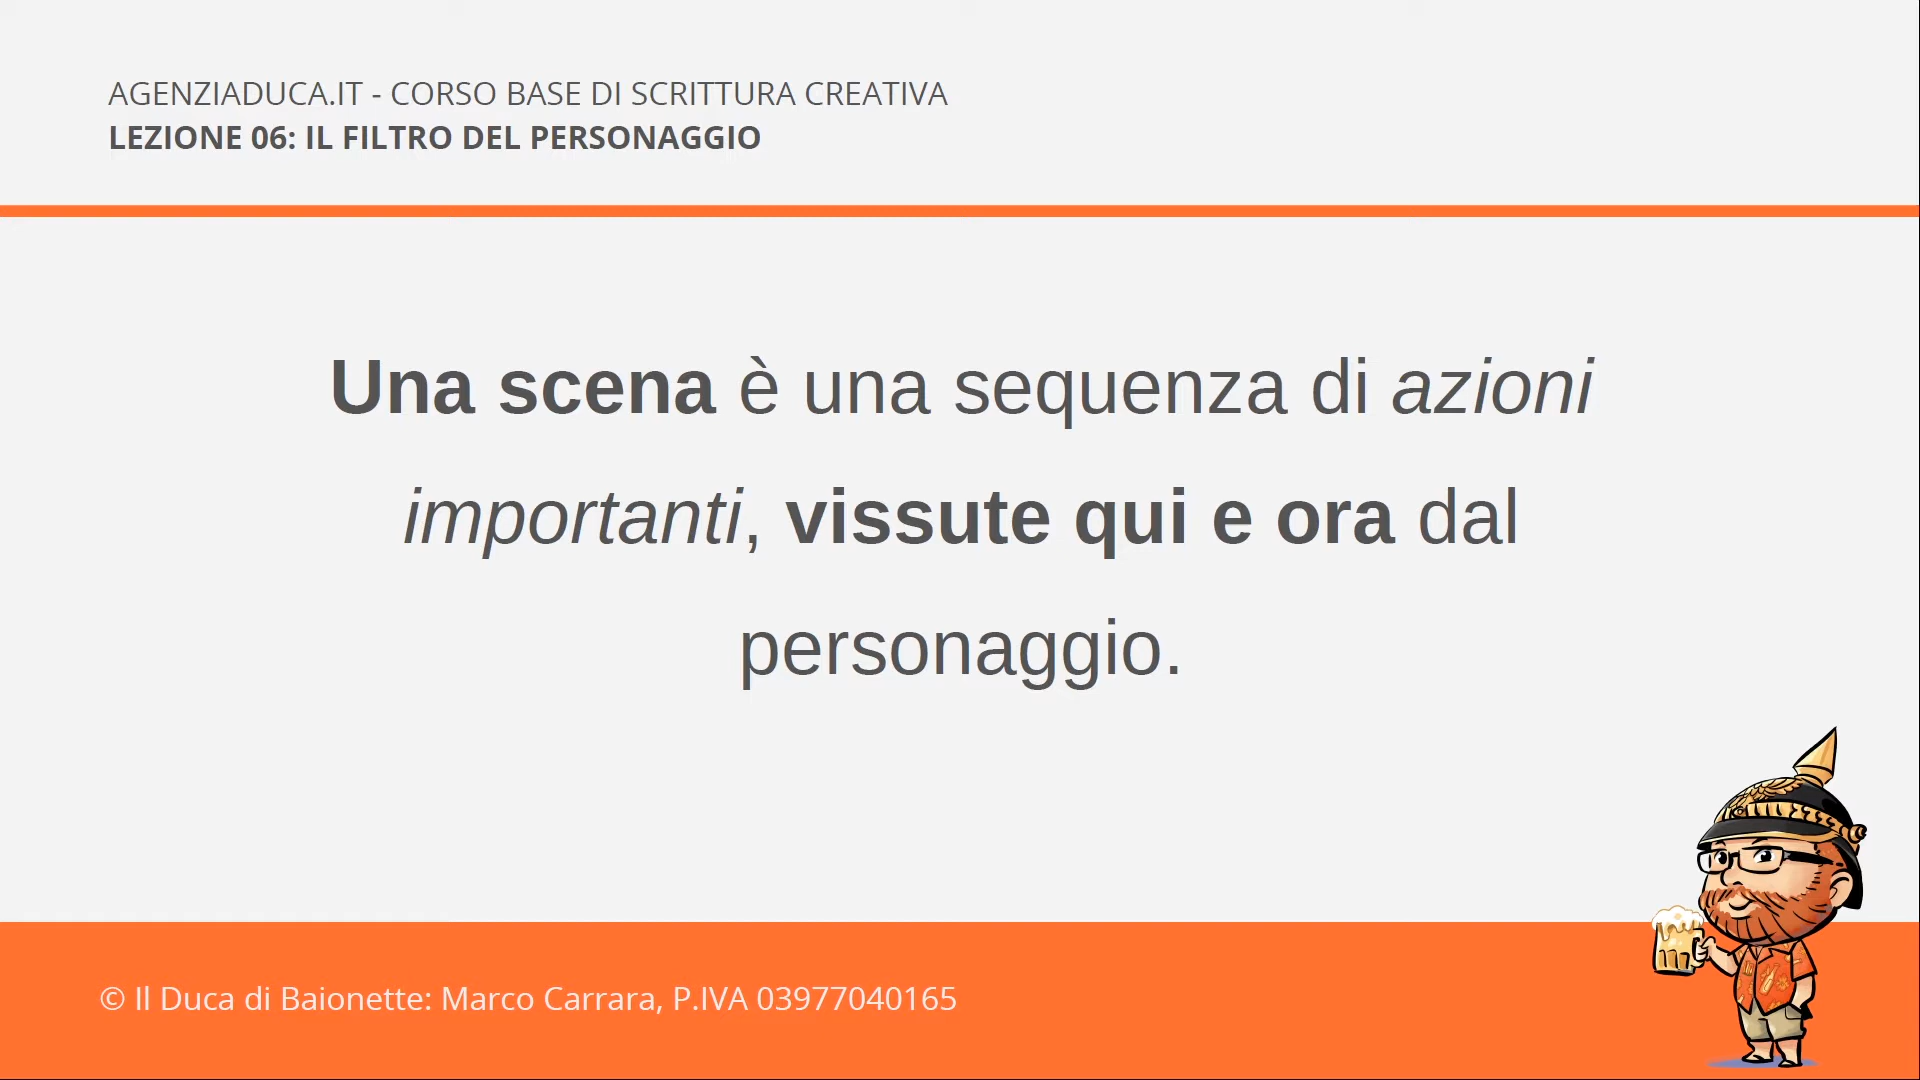 AGENZIADUCA.IT - CORSO BASE DI SCRITTURA CREATIVA
LEZIONE 06: IL FILTRO DEL PERSONAGGIO
Una scena è una sequenza di azioni
importanti, vissute qui e ora dal
personaggio.
© Il Duca di Baionette: Marco Carrara, P.IVA 03977040165